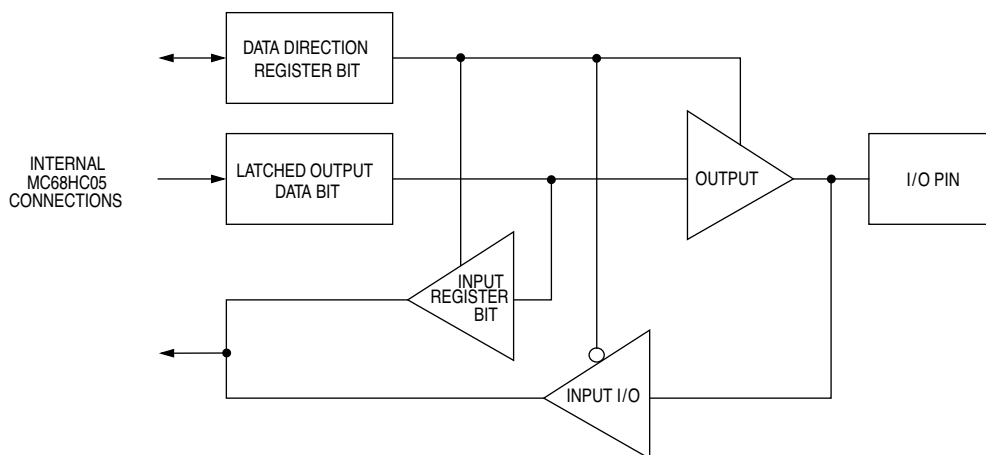 DATA DIRECTION
REGISTER BIT
INTERNAL
MC68HC05
CONNECTIONS
LATCHED OUTPUT
DATA BIT
OUTPUT
I/O PIN
INPUT
REGISTER
BIT
INPUT I/O